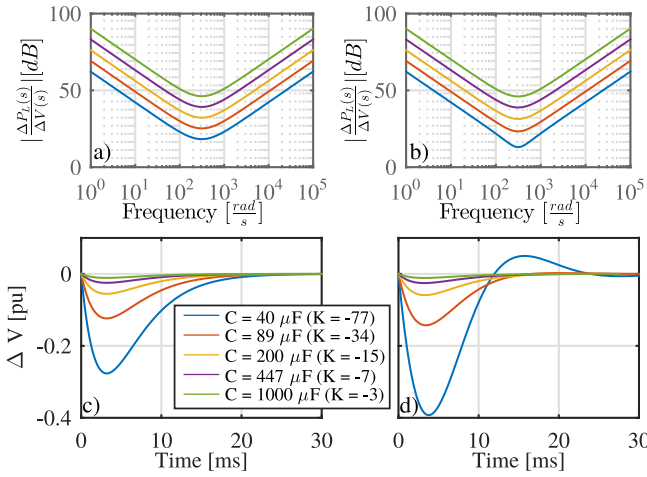 100
50
0
|ΔP_L(s)/ΔV(s)| [dB]
a)
10^0 10^1 10^2 10^3 10^4 10^5
Frequency [rad/s]
100
50
0
|ΔP_L(s)/ΔV(s)| [dB]
b)
10^0 10^1 10^2 10^3 10^4 10^5
Frequency [rad/s]
0
-0.2
-0.4
Δ V [pu]
c)
0 10 20 30
Time [ms]
C = 40 μF (K = -77)
C = 89 μF (K = -34)
C = 200 μF (K = -15)
C = 447 μF (K = -7)
C = 1000 μF (K = -3)
d)
0 10 20 30
Time [ms]